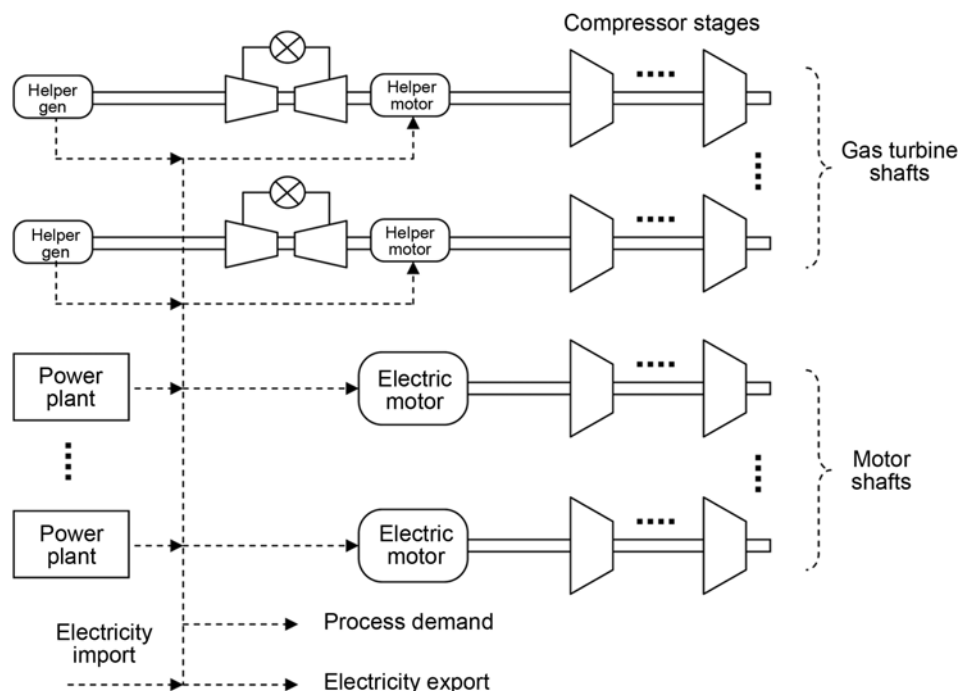 Compressor stages
Helper
gen
Helper
motor
Gas turbine
shafts
Helper
gen
Helper
motor
Power
plant
Electric
motor
Motor
shafts
Power
plant
Electric
motor
Process demand
Electricity
import
Electricity export